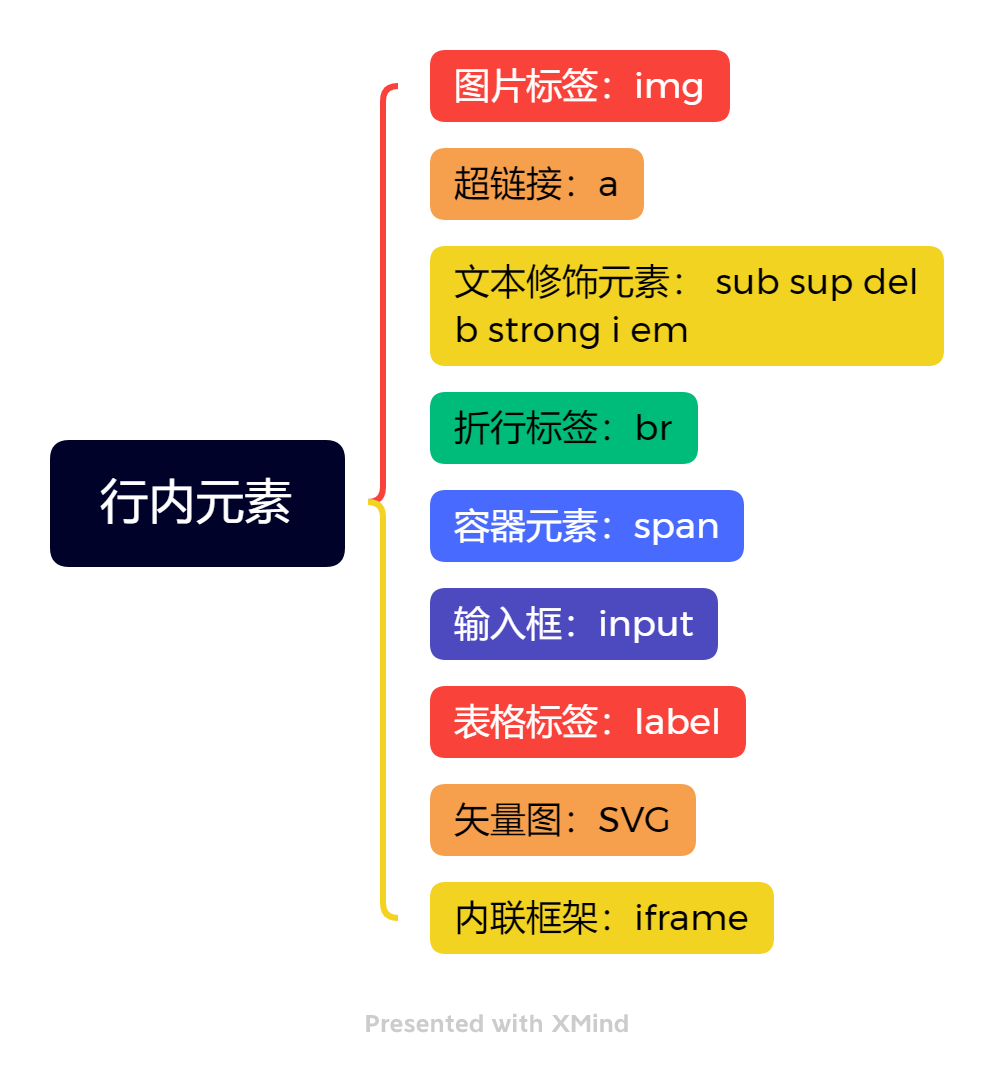 图片标签：img
超链接：a
文本修饰元素： sub sup del
b strong i em
折行标签：br
行内元素
容器元素：span
输入框：input
表格标签：label
矢量图：SVG
内联框架：iframe
Presented with XMind